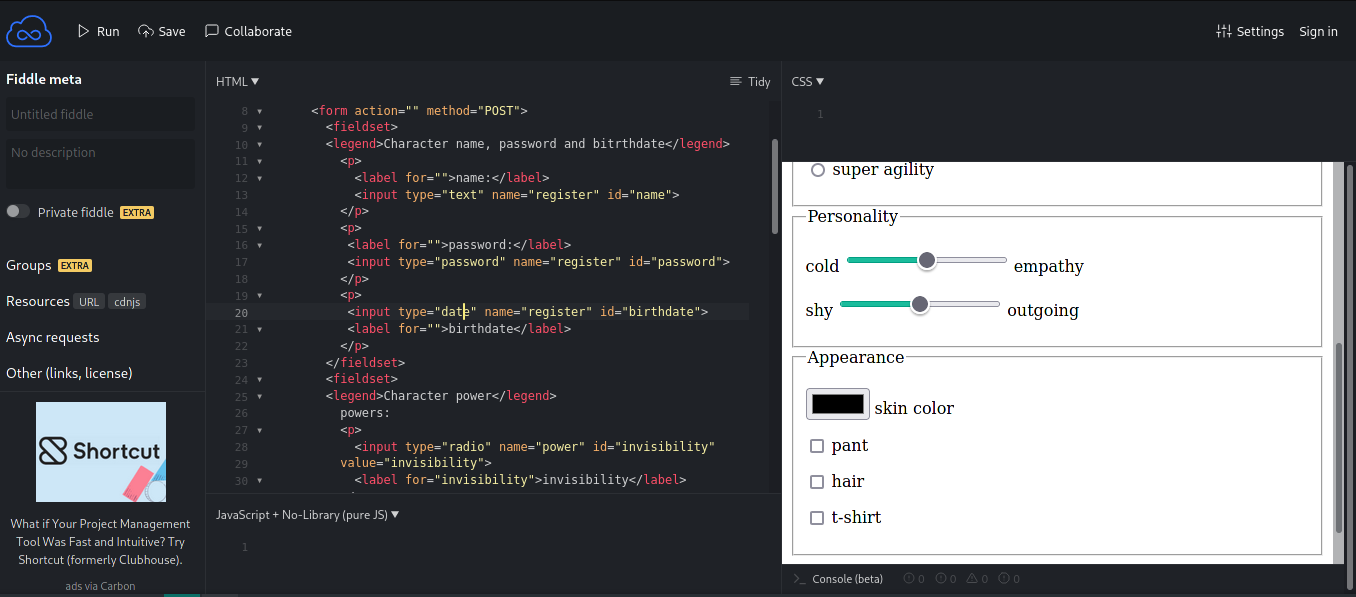 Run Save Collaborate Settings Sign in
Fiddle meta
Untitled fiddle
No description
Private fiddle EXTRA
Groups EXTRA
Resources URL cdnjs
Async requests
Other (links, license)
Shortcut
What if Your Project Management
Tool Was Fast and Intuitive? Try
Shortcut (formerly Clubhouse).
ads via Carbon
HTML ▼ Tidy
8 ▾ <form action="" method="POST">
9 ▾ <fieldset>
10 ▾ <legend>Character name, password and bitrthdate</legend>
11 ▾ <p>
12 ▾ <label for="">name:</label>
13 <input type="text" name="register" id="name">
14 </p>
15 ▾ <p>
16 ▾ <label for="">password:</label>
17 <input type="password" name="register" id="password">
18 </p>
19 ▾ <p>
20 <input type="date" name="register" id="birthdate">
21 ▾ <label for="">birthdate</label>
22 </p>
23 </fieldset>
24 ▾ <fieldset>
25 ▾ <legend>Character power</legend>
26 powers:
27 ▾ <p>
28 <input type="radio" name="power" id="invisibility"
29 value="invisibility">
30 ▾ <label for="invisibility">invisibility</label>
JavaScript + No-Library (pure JS) ▼
1
CSS ▼
1
super agility
Personality
cold empathy
shy outgoing
Appearance
skin color
pant
hair
t-shirt
>_ Console (beta) 0 0 0 0